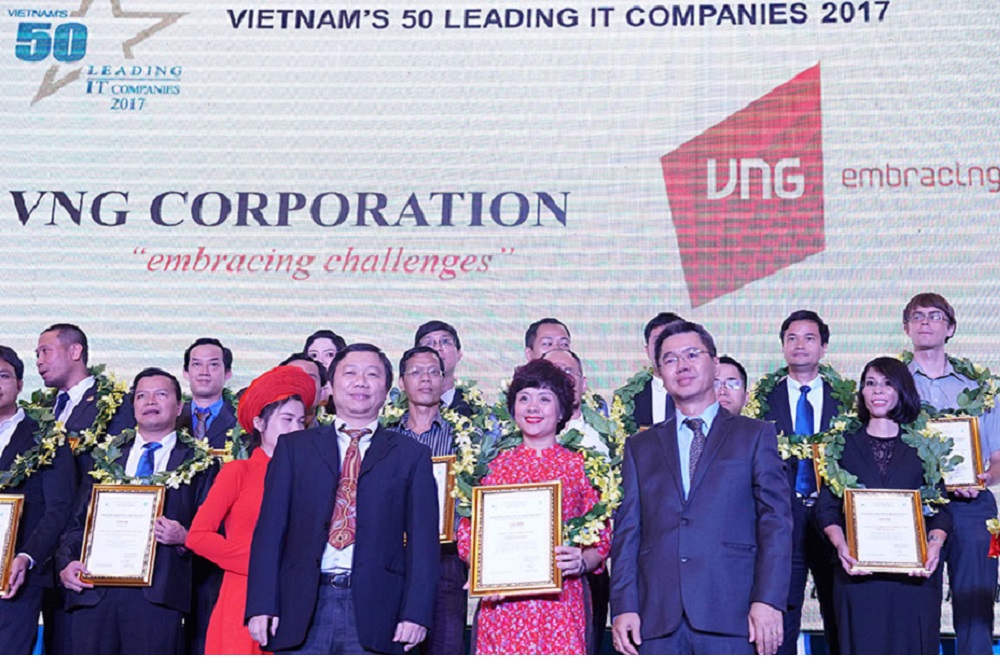 VIETNAM'S 50 LEADING IT COMPANIES 2017
VIETNAM'S
50
LEADING
IT COMPANIES
2017
VNG
embracing
VNG CORPORATION
“embracing challenges”